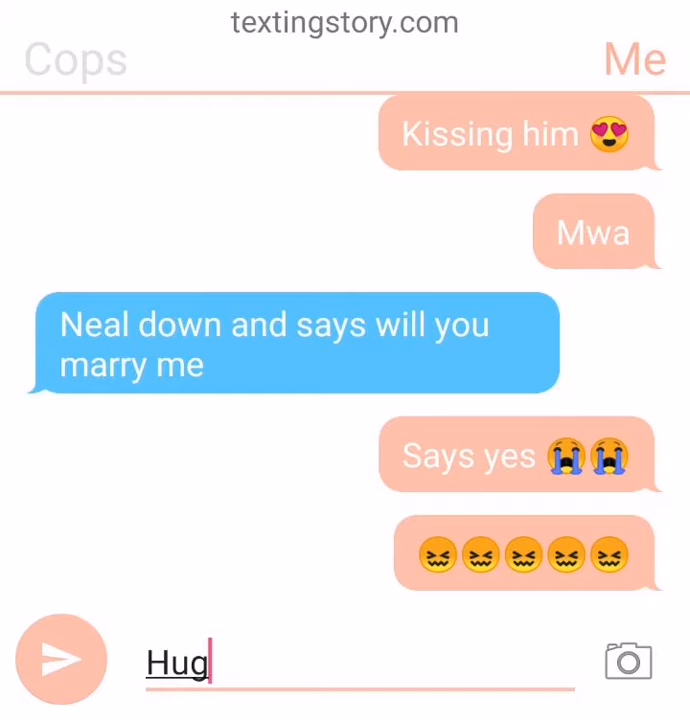 textingstory.com
Cops
Me
Kissing him 😍
Mwa
Neal down and says will you
marry me
Says yes 😭😭
😖😖😖😖😖
Hug